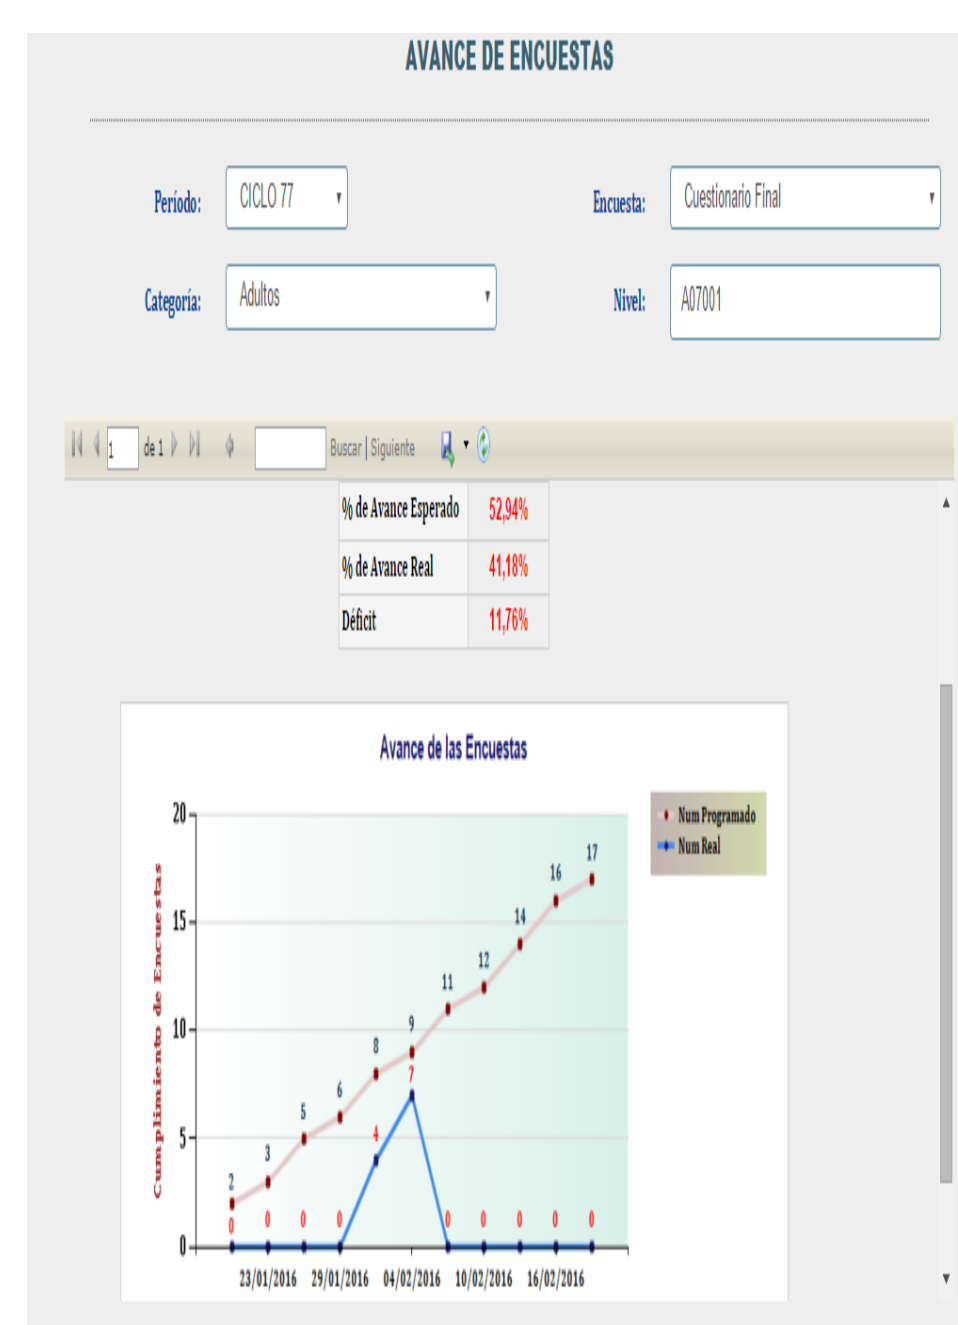 AVANCE DE ENCUESTAS
Período: CICLO 77 Encuesta: Cuestionario Final
Categoría: Adultos Nivel: A07001
1 de 1 Buscar | Siguiente
% de Avance Esperado 52,94%
% de Avance Real 41,18%
Déficit 11,76%
Avance de las Encuestas
Num Programado
Num Real
Cumplimiento de Encuestas
20
15
10
5
0
2 3 5 6 8 9 11 12 14 16 17
0 0 0 0 4 7 0 0 0 0 0
23/01/2016 29/01/2016 04/02/2016 10/02/2016 16/02/2016